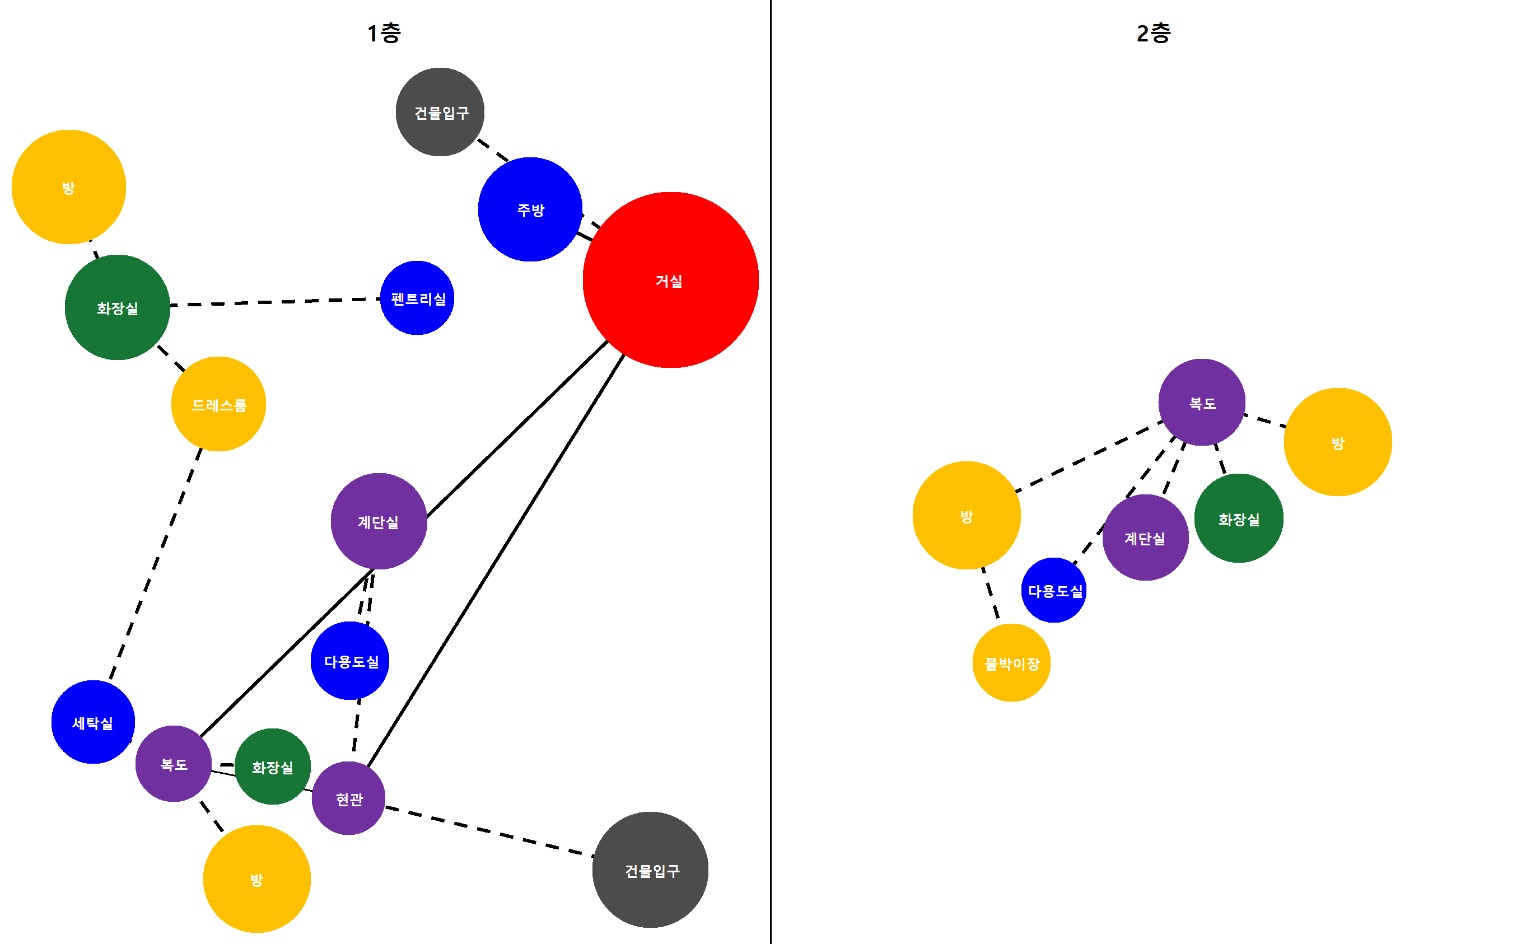 1층
건물입구
방
주방
거실
화장실
펜트리실
드레스룸
계단실
다용도실
세탁실
복도
화장실
현관
방
건물입구
2층
복도
방
방
화장실
계단실
다용도실
붙박이장